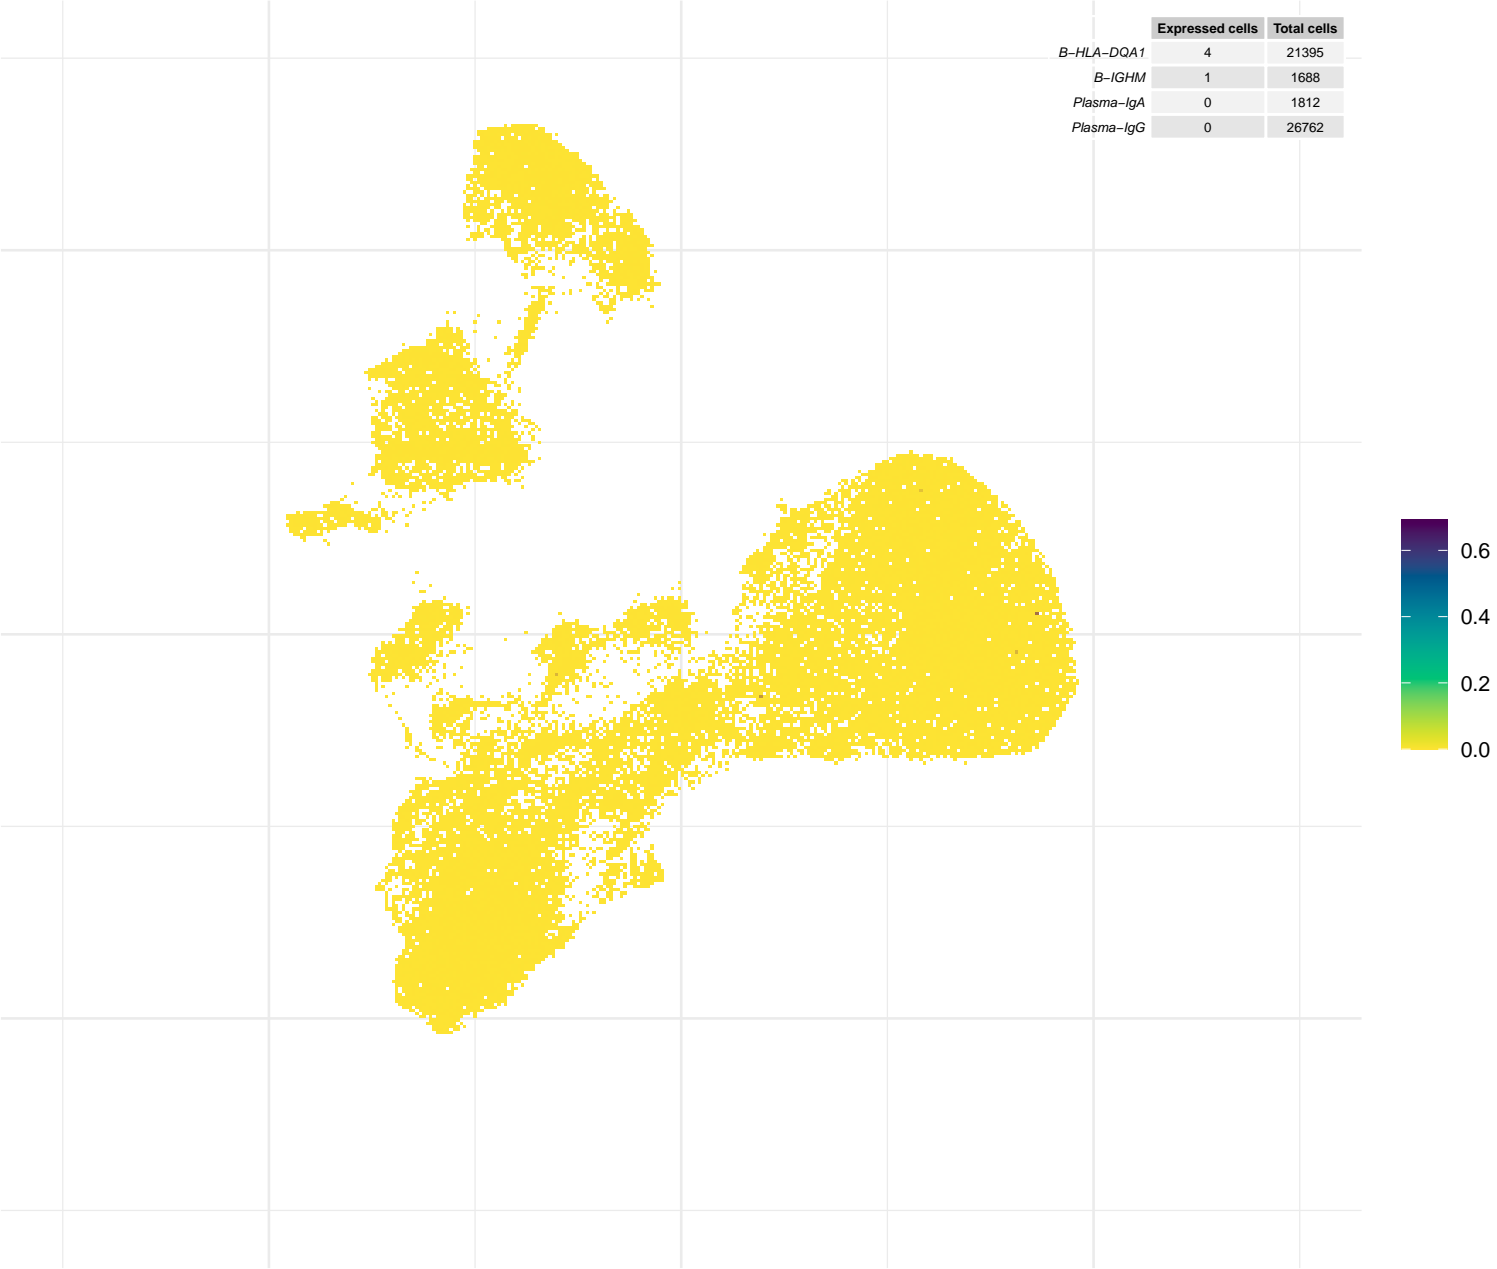 Expressed cells Total cells
B−HLA−DQA1 4 21395
B−IGHM 1 1688
Plasma−IgA 0 1812
Plasma−IgG 0 26762
0.6
0.4
0.2
0.0